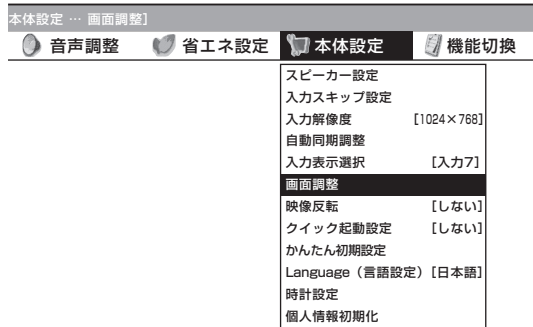 本体設定 … 画面調整]
音声調整 省エネ設定 本体設定 機能切換
スピーカー設定
入力スキップ設定
入力解像度 [1024×768]
自動同期調整
入力表示選択 [入力7]
画面調整
映像反転 [しない]
クイック起動設定 [しない]
かんたん初期設定
Language（言語設定）[日本語]
時計設定
個人情報初期化